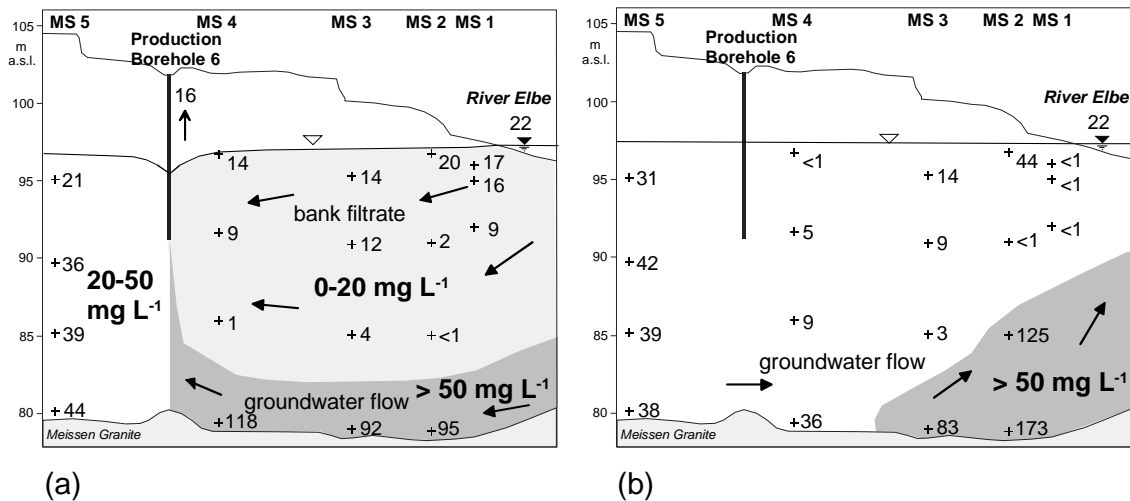 105
m
a.s.l.
100
95
90
85
80
MS 5
MS 4
MS 3
MS 2
MS 1
Production
Borehole 6
16
River Elbe
22
14
20
17
21
14
16
bank filtrate
9
12
2
9
36
20-50
mg L⁻¹
0-20 mg L⁻¹
1
39
4
<1
> 50 mg L⁻¹
groundwater flow
44
118
92
95
Meissen Granite
(a)
105
m
a.s.l.
100
95
90
85
80
MS 5
MS 4
MS 3
MS 2
MS 1
Production
Borehole 6
River Elbe
22
<1
44
<1
31
14
<1
5
9
<1
<1
42
9
39
3
125
groundwater flow
> 50 mg L⁻¹
38
36
83
173
Meissen Granite
(b)